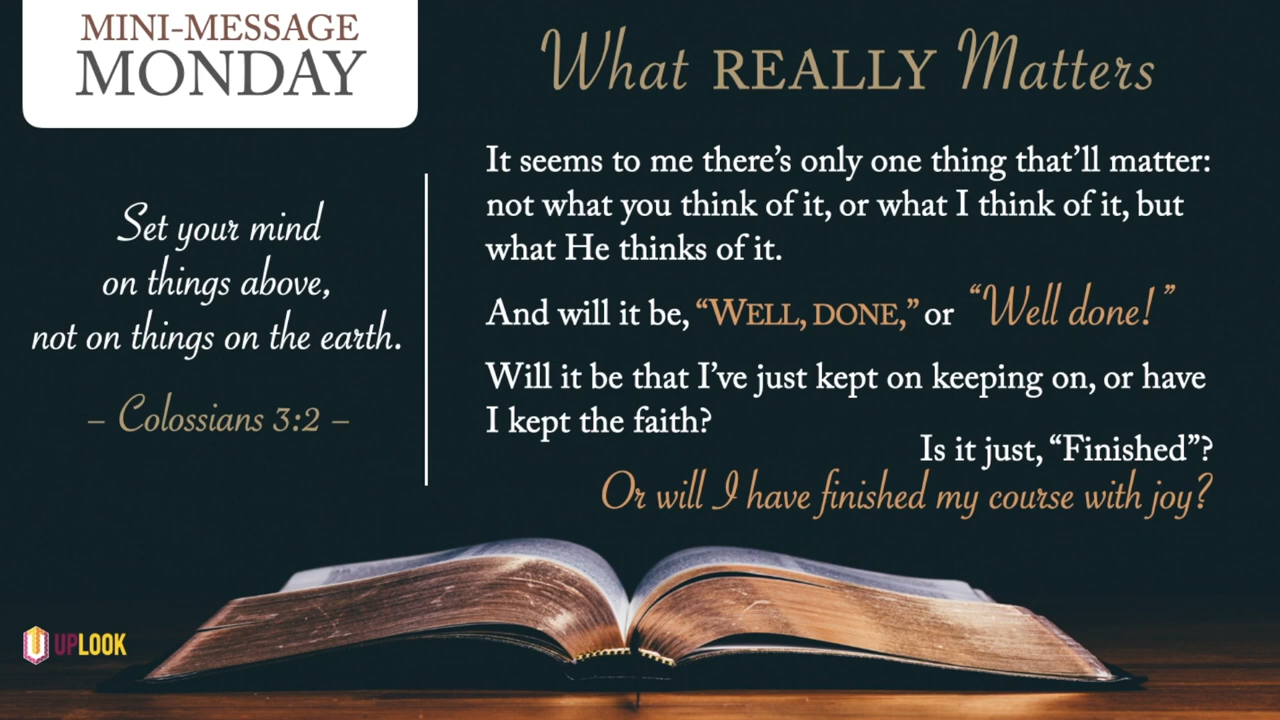 MINI-MESSAGE
MONDAY
What REALLY Matters
Set your mind
on things above,
not on things on the earth.
– Colossians 3:2 –
It seems to me there’s only one thing that’ll matter:
not what you think of it, or what I think of it, but
what He thinks of it.
And will it be, “WELL, DONE,” or “Well done!”
Will it be that I’ve just kept on keeping on, or have
I kept the faith?
Is it just, “Finished”?
Or will I have finished my course with joy?
UPLOOK